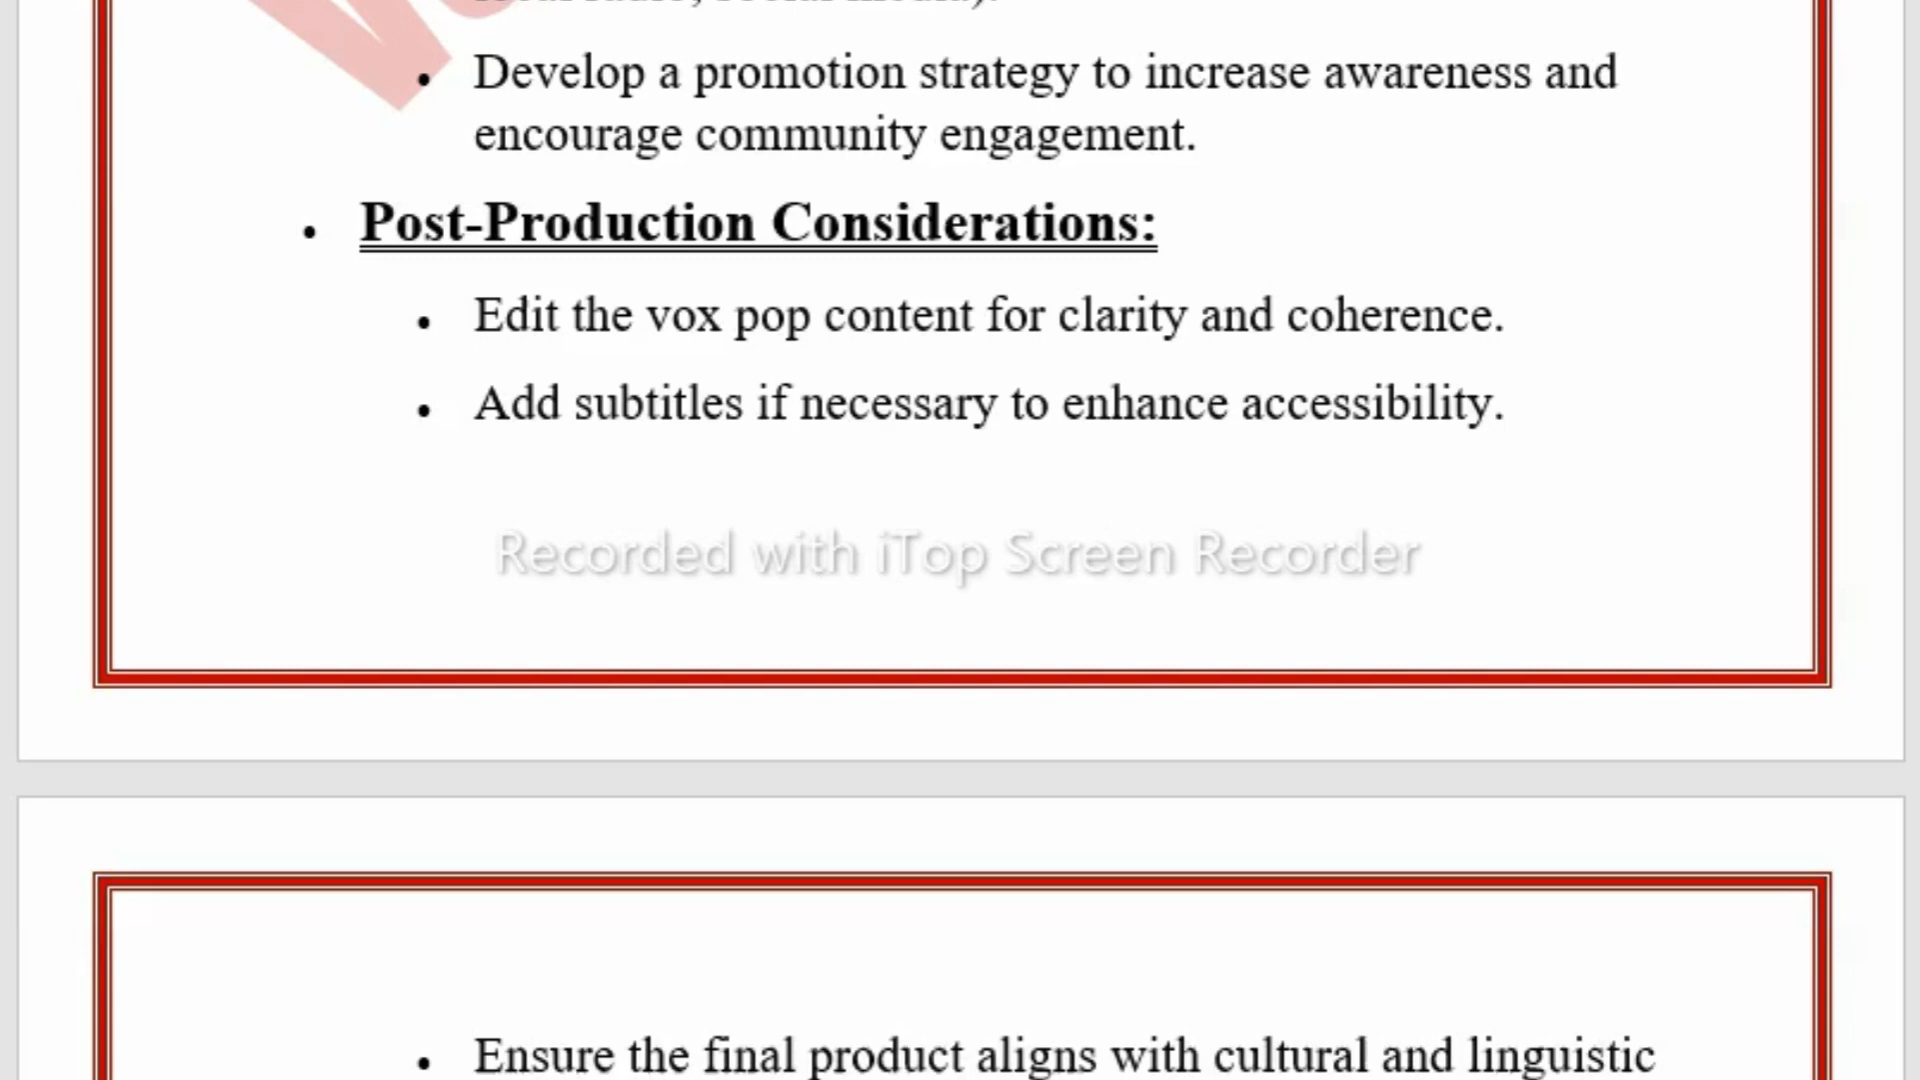 Develop a promotion strategy to increase awareness and
encourage community engagement.
Post-Production Considerations:
Edit the vox pop content for clarity and coherence.
Add subtitles if necessary to enhance accessibility.
Recorded with iTop Screen Recorder
Ensure the final product aligns with cultural and linguistic